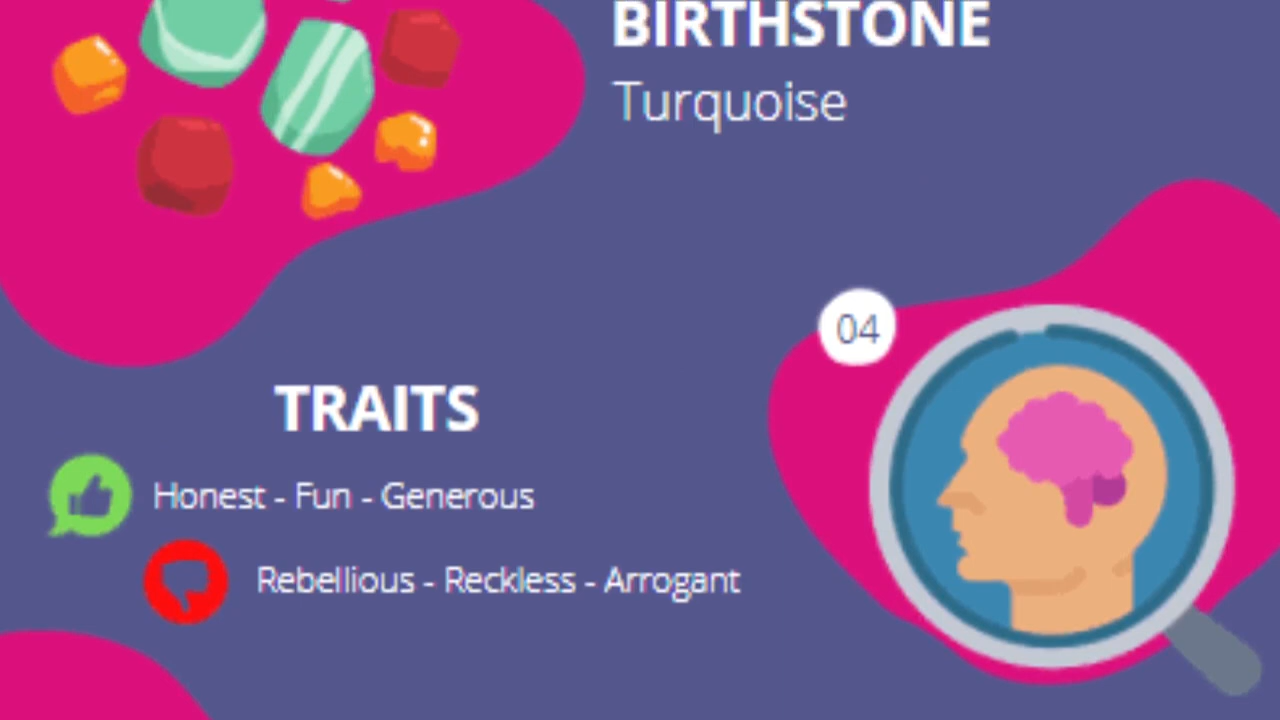 BIRTHSTONE
Turquoise
04
TRAITS
Honest - Fun - Generous
Rebellious - Reckless - Arrogant